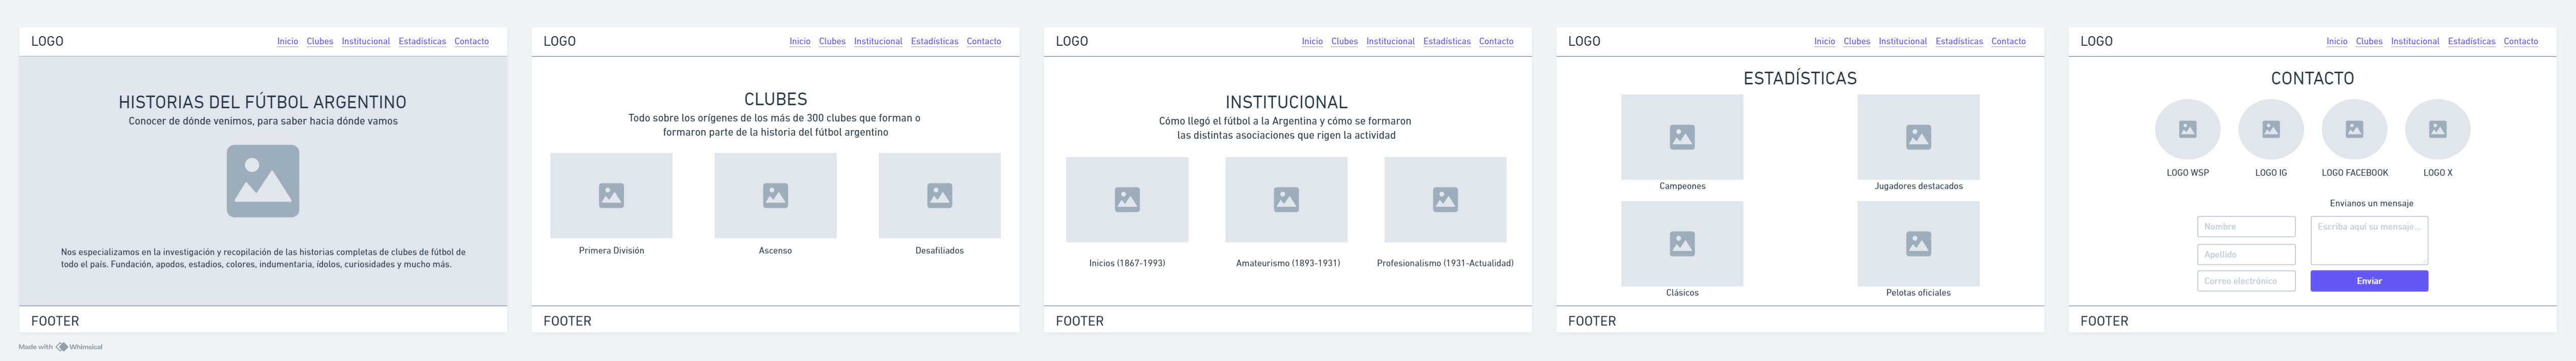 LOGO
Inicio Clubes Institucional Estadísticas Contacto
HISTORIAS DEL FÚTBOL ARGENTINO
Conocer de dónde venimos, para saber hacia dónde vamos
Nos especializamos en la investigación y recopilación de las historias completas de clubes de fútbol de
todo el país. Fundación, apodos, estadios, colores, indumentaria, ídolos, curiosidades y mucho más.
FOOTER
LOGO
Inicio Clubes Institucional Estadísticas Contacto
CLUBES
Todo sobre los orígenes de los más de 300 clubes que forman o
formaron parte de la historia del fútbol argentino
Primera División
Ascenso
Desafiliados
FOOTER
LOGO
Inicio Clubes Institucional Estadísticas Contacto
INSTITUCIONAL
Cómo llegó el fútbol a la Argentina y cómo se formaron
las distintas asociaciones que rigen la actividad
Inicios (1867-1993)
Amateurismo (1893-1931)
Profesionalismo (1931-Actualidad)
FOOTER
LOGO
Inicio Clubes Institucional Estadísticas Contacto
ESTADÍSTICAS
Campeones
Jugadores destacados
Clásicos
Pelotas oficiales
FOOTER
LOGO
Inicio Clubes Institucional Estadísticas Contacto
CONTACTO
LOGO WSP
LOGO IG
LOGO FACEBOOK
LOGO X
Envianos un mensaje
Nombre
Apellido
Correo electrónico
Escriba aquí su mensaje...
Enviar
FOOTER
Made with Whimsical